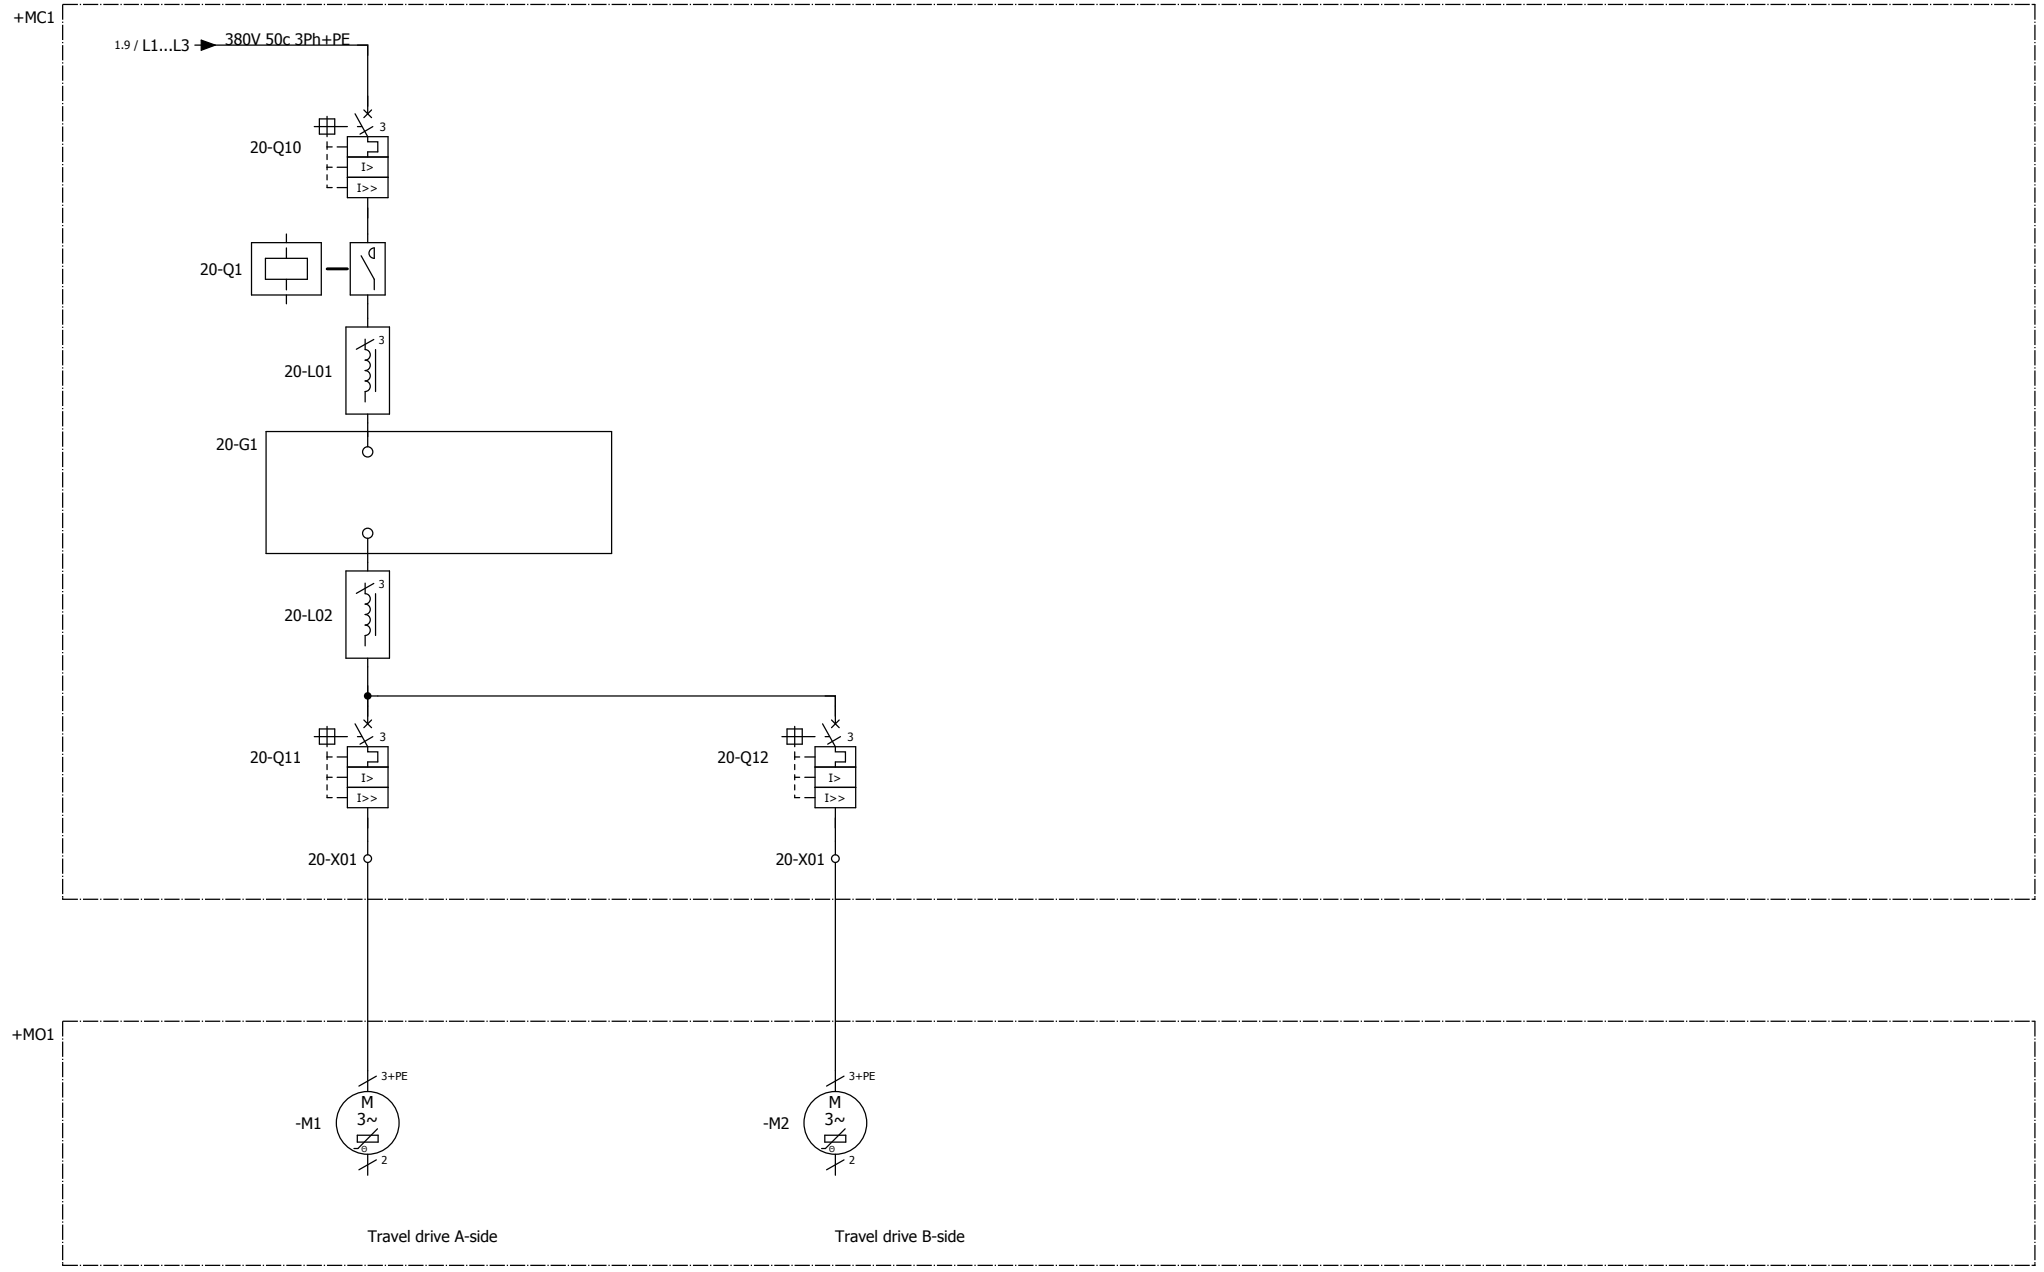 +MC1
1.9 / L1...L3 380V 50c 3Ph+PE
3
20-Q10
I>
I>>
20-Q1
3
20-L01
20-G1
3
20-L02
3 3
20-Q11 20-Q12
I> I>
I>> I>>
20-X01 20-X01
+MO1
3+PE 3+PE
M M
-M1 3~ -M2 3~
Θ Θ
2 2
Travel drive A-side Travel drive B-side